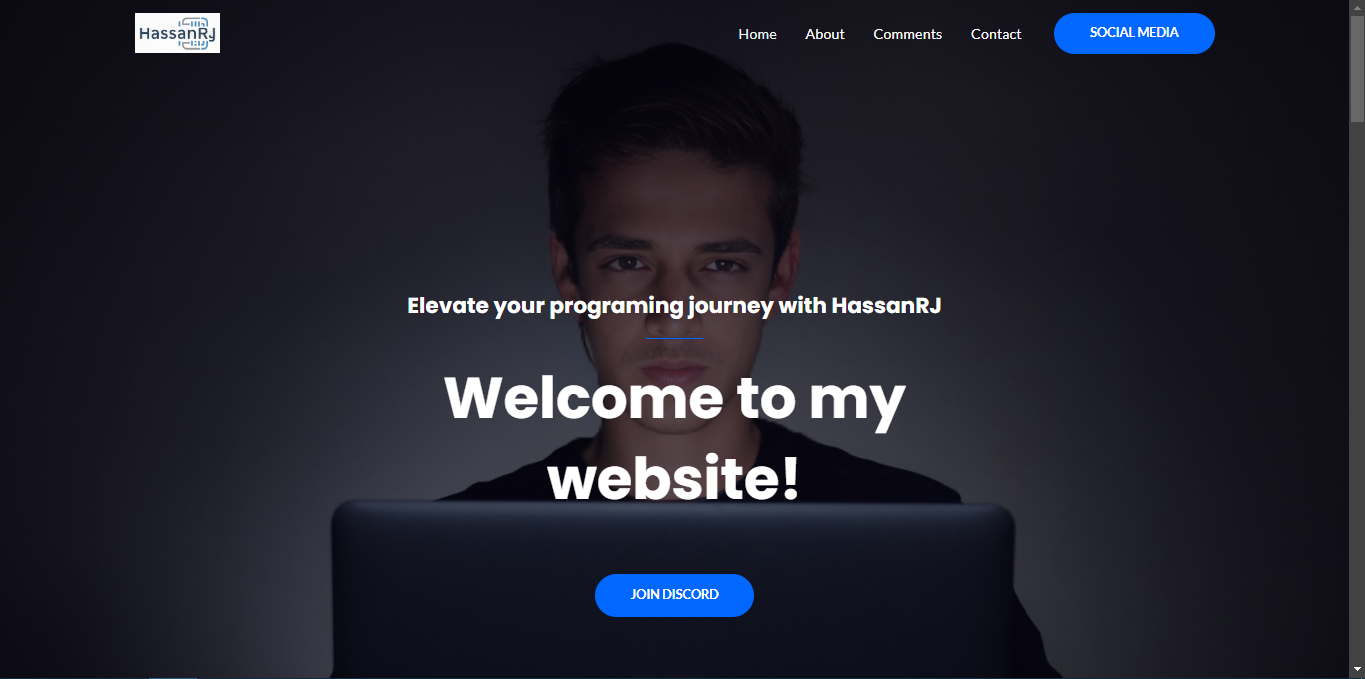 HassanRJ
Home About Comments Contact SOCIAL MEDIA
Elevate your programing journey with HassanRJ
Welcome to my
website!
JOIN DISCORD